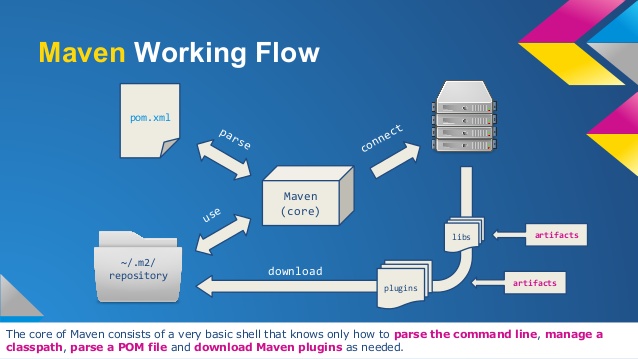 Maven Working Flow
pom.xml
parse
connect
Maven
(core)
use
libs
artifacts
~/.m2/
repository
download
plugins
artifacts
The core of Maven consists of a very basic shell that knows only how to parse the command line, manage a
classpath, parse a POM file and download Maven plugins as needed.